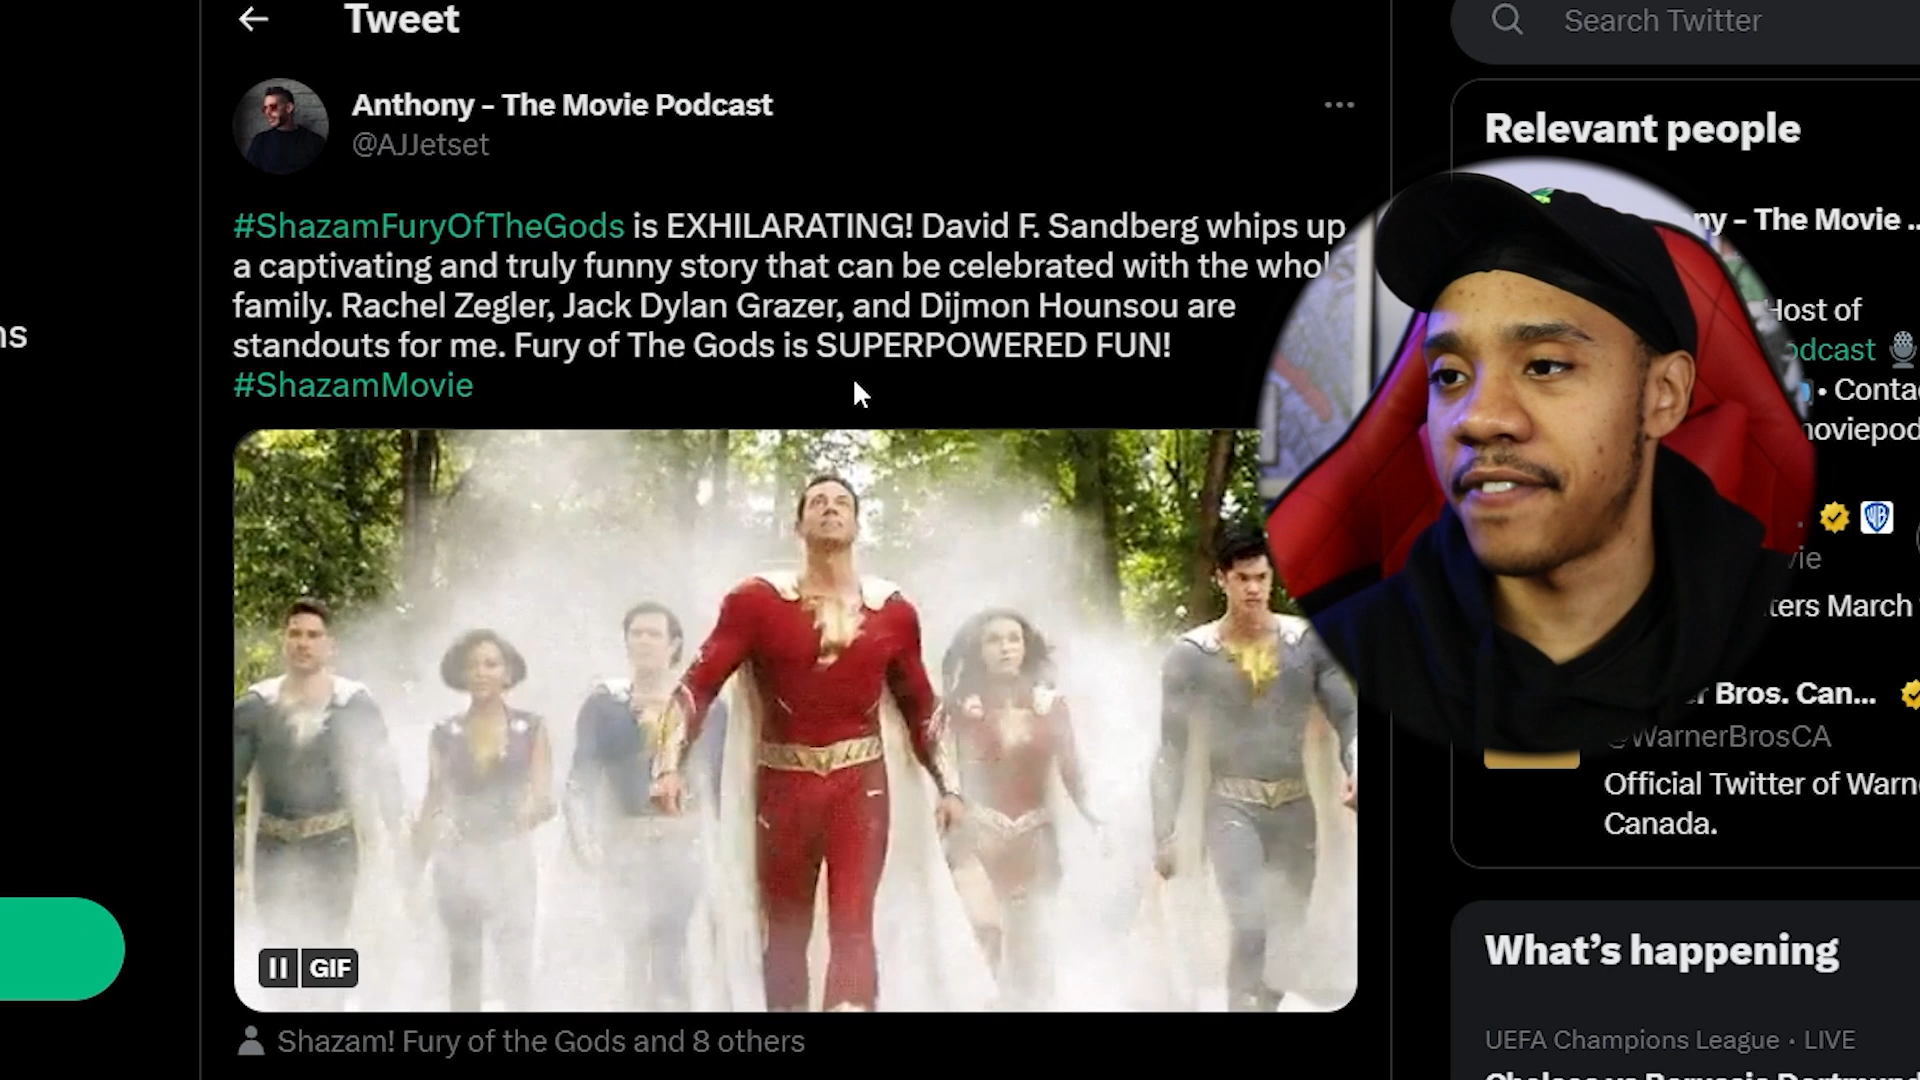 Tweet
Search Twitter
Anthony – The Movie Podcast
@AJJetset
#ShazamFuryOfTheGods is EXHILARATING! David F. Sandberg whips up
a captivating and truly funny story that can be celebrated with the
family. Rachel Zegler, Jack Dylan Grazer, and Dijmon Hounsou are
standouts for me. Fury of The Gods is SUPERPOWERED FUN!
#ShazamMovie
GIF
Shazam! Fury of the Gods and 8 others
Relevant people
– The Movie ...
Host of
March
Bros. Can...
@WarnerBrosCA
Official Twitter of
Canada.
What's happening
UEFA Champions League · LIVE